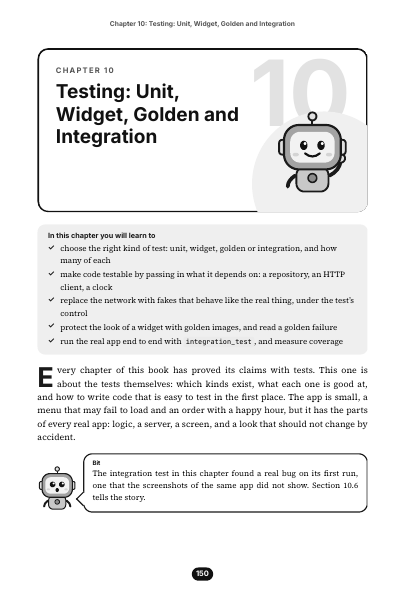 Chapter 10: Testing: Unit, Widget, Golden and Integration
CHAPTER 10
10
Testing: Unit,
Widget, Golden and
Integration
In this chapter you will learn to
✓ choose the right kind of test: unit, widget, golden or integration, and how
many of each
✓ make code testable by passing in what it depends on: a repository, an HTTP
client, a clock
✓ replace the network with fakes that behave like the real thing, under the test's
control
✓ protect the look of a widget with golden images, and read a golden failure
✓ run the real app end to end with integration_test, and measure coverage
Every chapter of this book has proved its claims with tests. This one is
about the tests themselves: which kinds exist, what each one is good at,
and how to write code that is easy to test in the first place. The app is small, a
menu that may fail to load and an order with a happy hour, but it has the parts
of every real app: logic, a server, a screen, and a look that should not change by
accident.
Bit
The integration test in this chapter found a real bug on its first run,
one that the screenshots of the same app did not show. Section 10.6
tells the story.
150